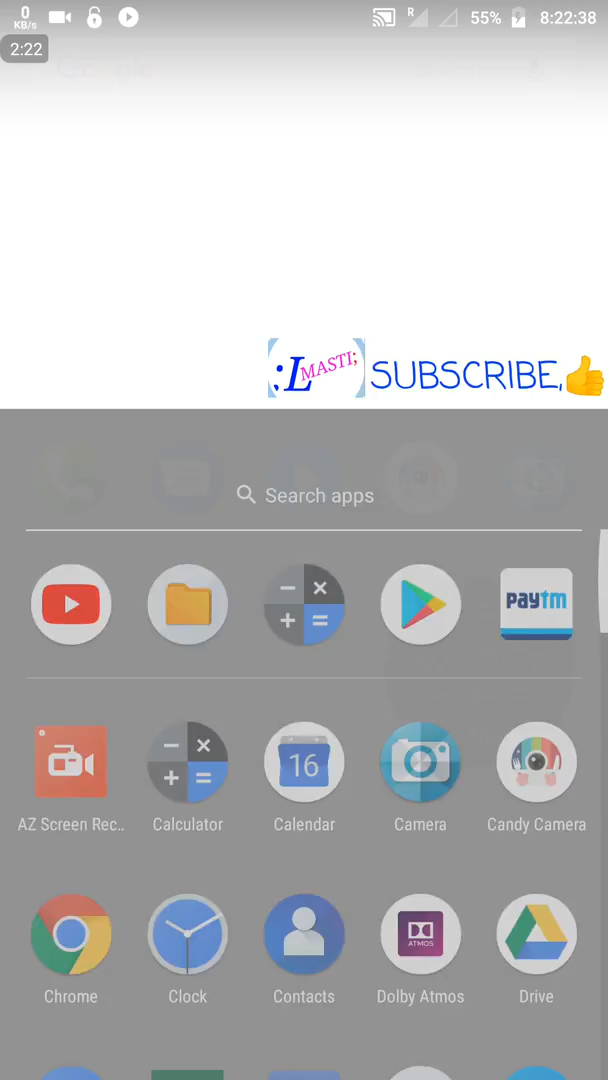 0
KB/s
R
55%
8:22:38
2:22
;L MASTI;
SUBSCRIBE,
Search apps
paytm
AZ Screen Rec..
Calculator
16
Calendar
Camera
Candy Camera
ATMOS
Chrome
Clock
Contacts
Dolby Atmos
Drive